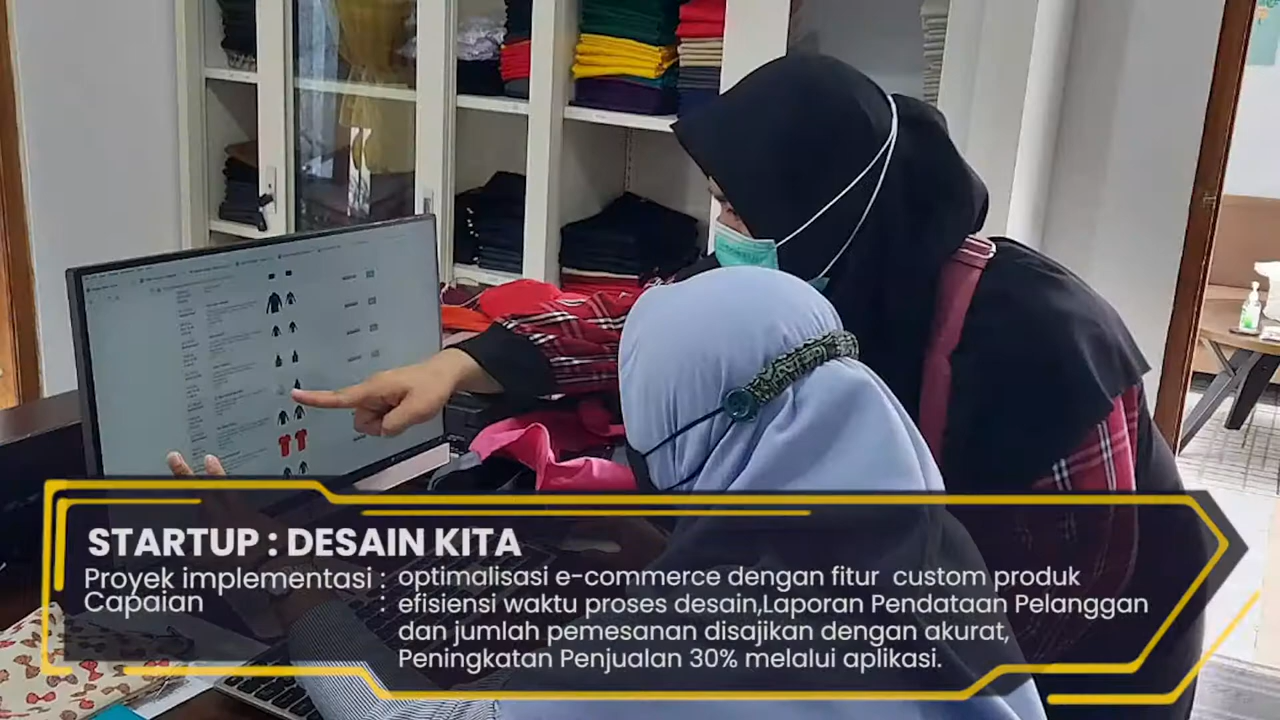 STARTUP : DESAIN KITA
Proyek implementasi : optimalisasi e-commerce dengan fitur custom produk
Capaian : efisiensi waktu proses desain,Laporan Pendataan Pelanggan
dan jumlah pemesanan disajikan dengan akurat,
Peningkatan Penjualan 30% melalui aplikasi.